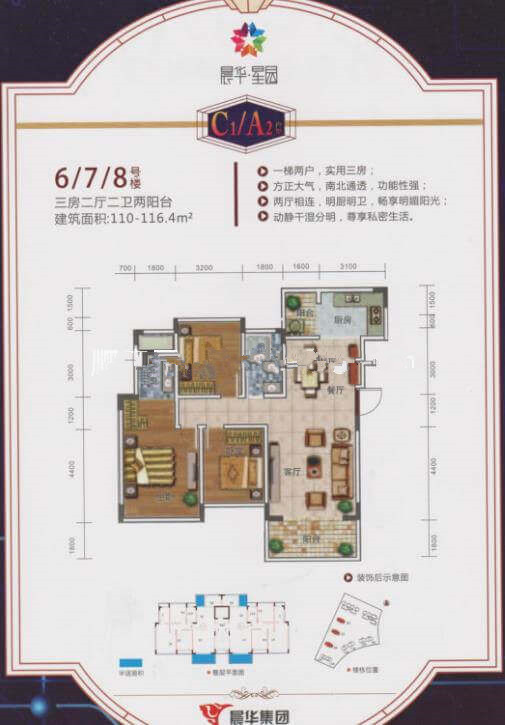 晨华·星园
C1/A2户型
6/7/8号楼
三房二厅二卫两阳台
建筑面积:110-116.4m²
一梯两户，实用三房；
方正大气，南北通透，功能性强；
两厅相连，明厨明卫，畅享明媚阳光；
动静干湿分明，尊享私密生活。
700 1800 3200 1800 1600 3100
1500 600 3000 1200 4400 1800
1500 600 3000 1200 4400 1800
阳台
厨房
餐厅
客厅
阳台
装饰后示意图
半送面积
楼层平面图
楼栋位置
晨华集团